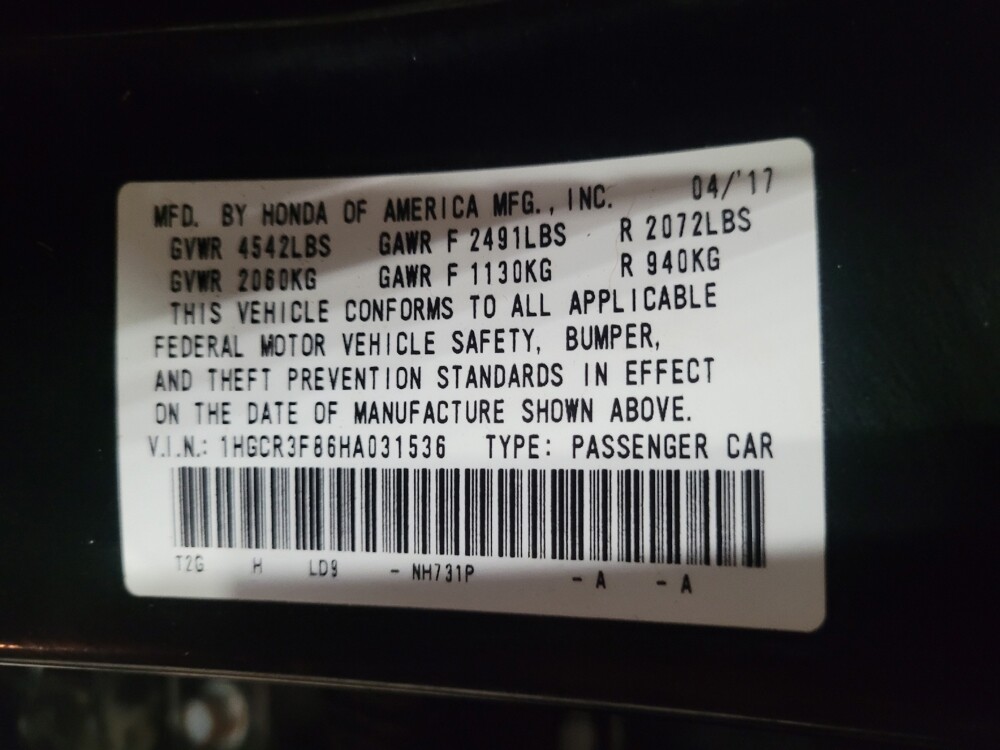 MFD. BY HONDA OF AMERICA MFG., INC. 04/'17
GVWR 4542LBS GAWR F 2491LBS R 2072LBS
GVWR 2060KG GAWR F 1130KG R 940KG
THIS VEHICLE CONFORMS TO ALL APPLICABLE
FEDERAL MOTOR VEHICLE SAFETY, BUMPER,
AND THEFT PREVENTION STANDARDS IN EFFECT
ON THE DATE OF MANUFACTURE SHOWN ABOVE.
V.I.N.: 1HGCR3F86HA031536 TYPE: PASSENGER CAR
T2G H LD9 - NH731P - A - A